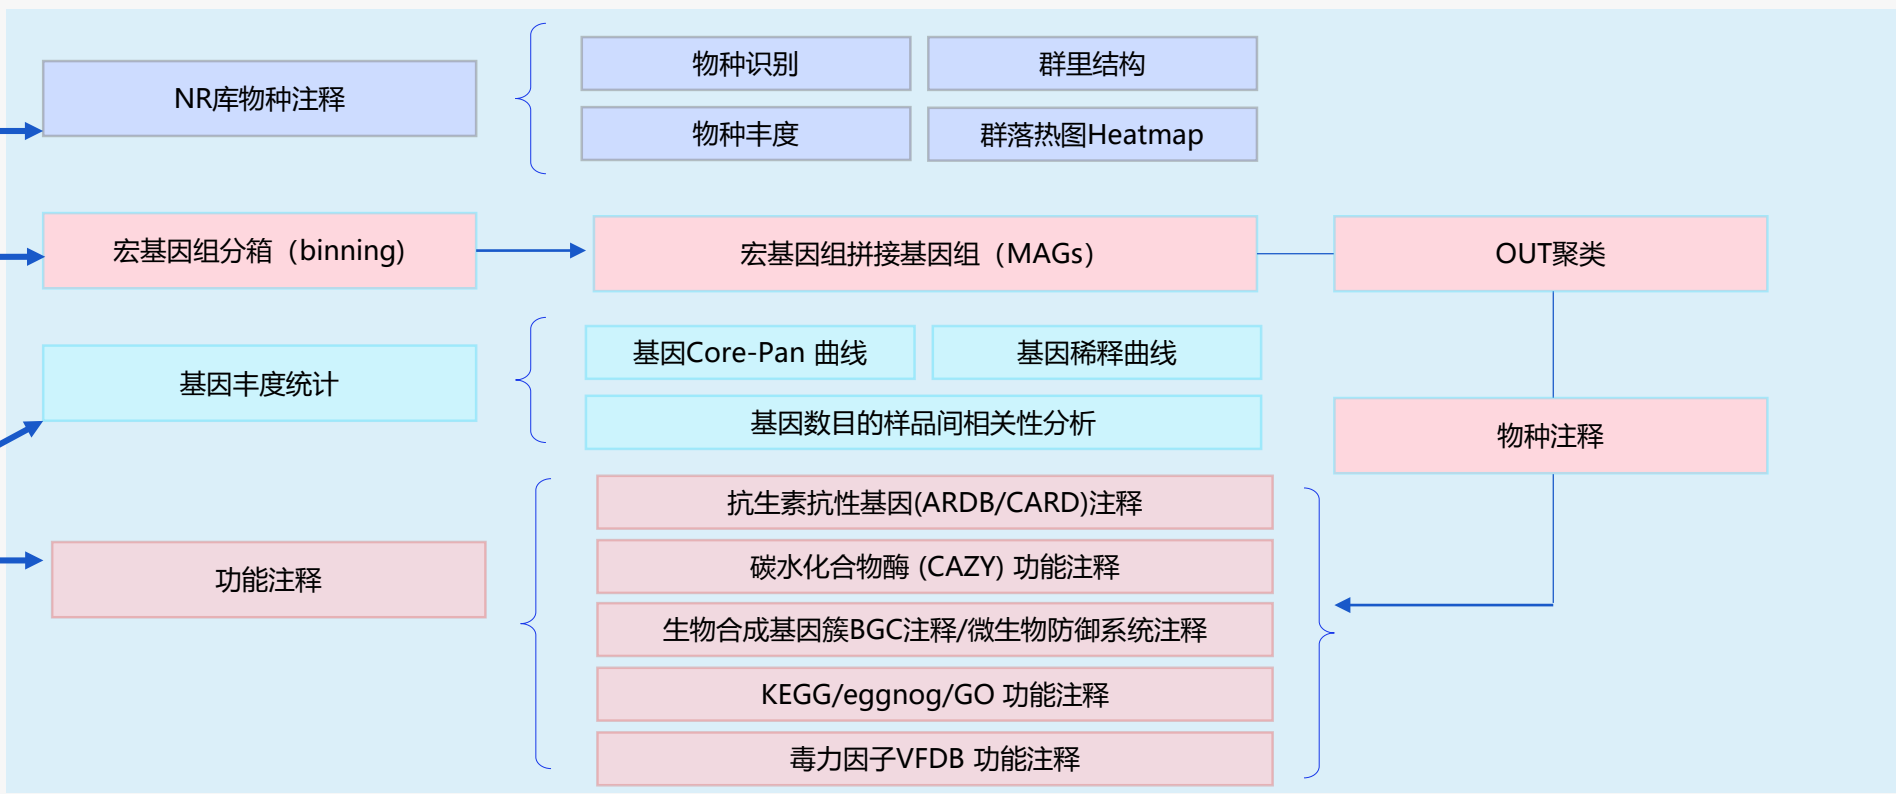 NR库物种注释
物种识别
群里结构
物种丰度
群落热图Heatmap
宏基因组分箱（binning)
宏基因组拼接基因组（MAGs）
OUT聚类
基因丰度统计
基因Core-Pan 曲线
基因稀释曲线
基因数目的样品间相关性分析
物种注释
功能注释
抗生素抗性基因(ARDB/CARD)注释
碳水化合物酶 (CAZY) 功能注释
生物合成基因簇BGC注释/微生物防御系统注释
KEGG/eggnog/GO 功能注释
毒力因子VFDB 功能注释